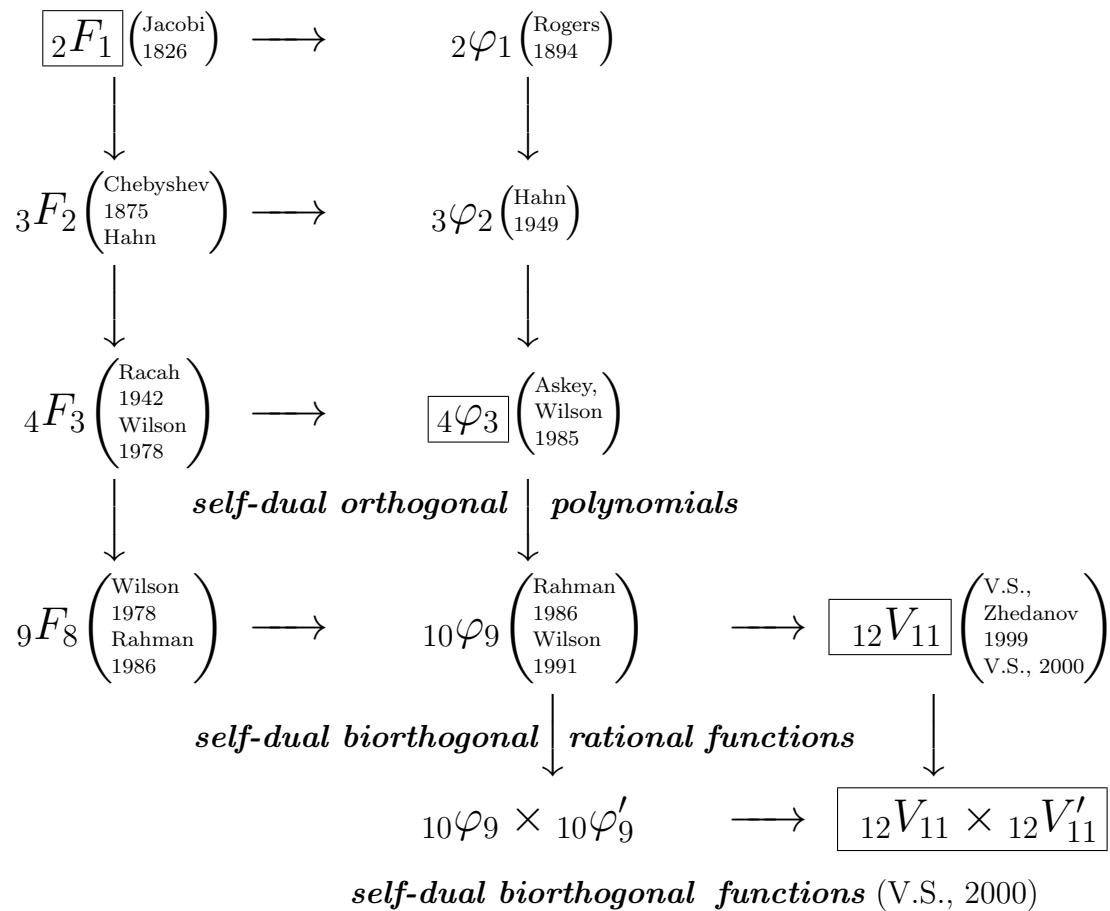 ₂F₁ (Jacobi 1826) ⟶ ₂φ₁ (Rogers 1894)
₃F₂ (Chebyshev 1875 Hahn) ⟶ ₃φ₂ (Hahn 1949)
₄F₃ (Racah 1942 Wilson 1978) ⟶ ₄φ₃ (Askey, Wilson 1985)
self-dual orthogonal polynomials
₉F₈ (Wilson 1978 Rahman 1986) ⟶ ₁₀φ₉ (Rahman 1986 Wilson 1991) ⟶ ₁₂V₁₁ (V.S., Zhedanov 1999 V.S., 2000)
self-dual biorthogonal rational functions
₁₀φ₉ × ₁₀φ′₉ ⟶ ₁₂V₁₁ × ₁₂V′₁₁
self-dual biorthogonal functions (V.S., 2000)